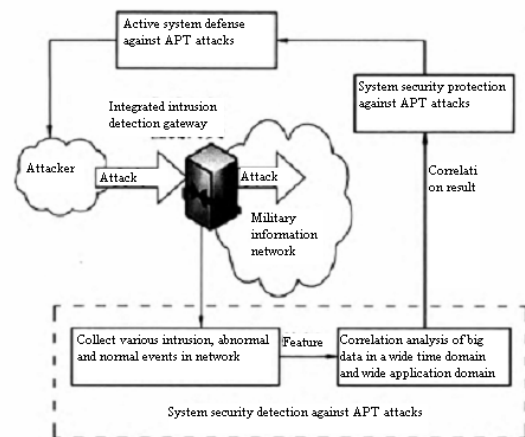 Active system defense
against APT attacks
System security protection
against APT attacks
Integrated intrusion
detection gateway
Attacker
Attack
Attack
Correlati
on result
Military
information
network
Collect various intrusion, abnormal
and normal events in network
Feature
Correlation analysis of big
data in a wide time domain
and wide application domain
System security detection against APT attacks